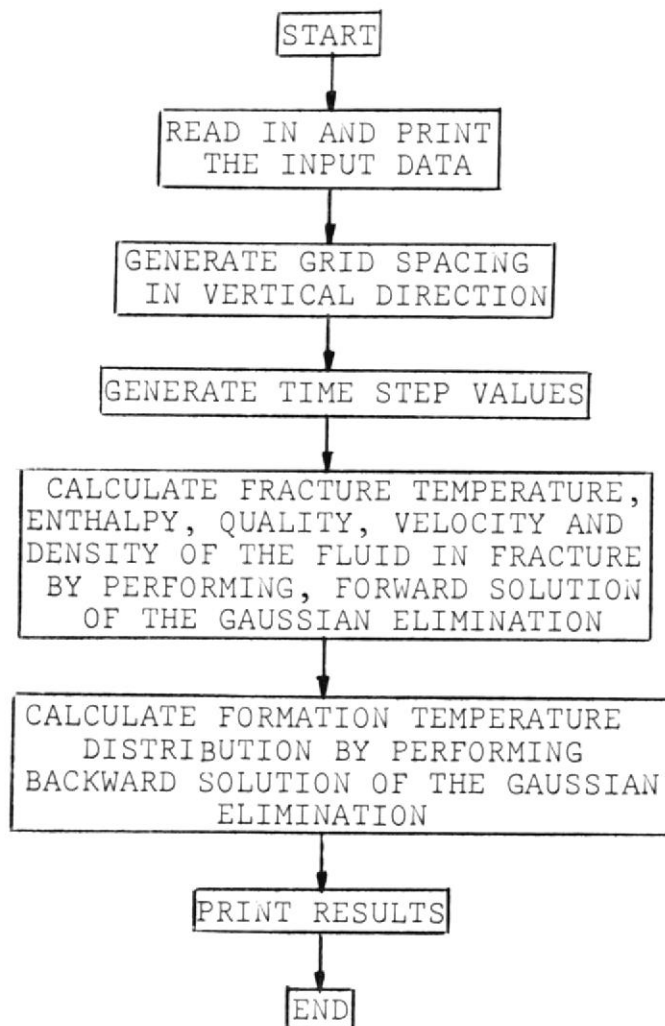 START
READ IN AND PRINT
THE INPUT DATA
GENERATE GRID SPACING
IN VERTICAL DIRECTION
GENERATE TIME STEP VALUES
CALCULATE FRACTURE TEMPERATURE,
ENTHALPY, QUALITY, VELOCITY AND
DENSITY OF THE FLUID IN FRACTURE
BY PERFORMING, FORWARD SOLUTION
OF THE GAUSSIAN ELIMINATION
CALCULATE FORMATION TEMPERATURE
DISTRIBUTION BY PERFORMING
BACKWARD SOLUTION OF THE GAUSSIAN
ELIMINATION
PRINT RESULTS
END